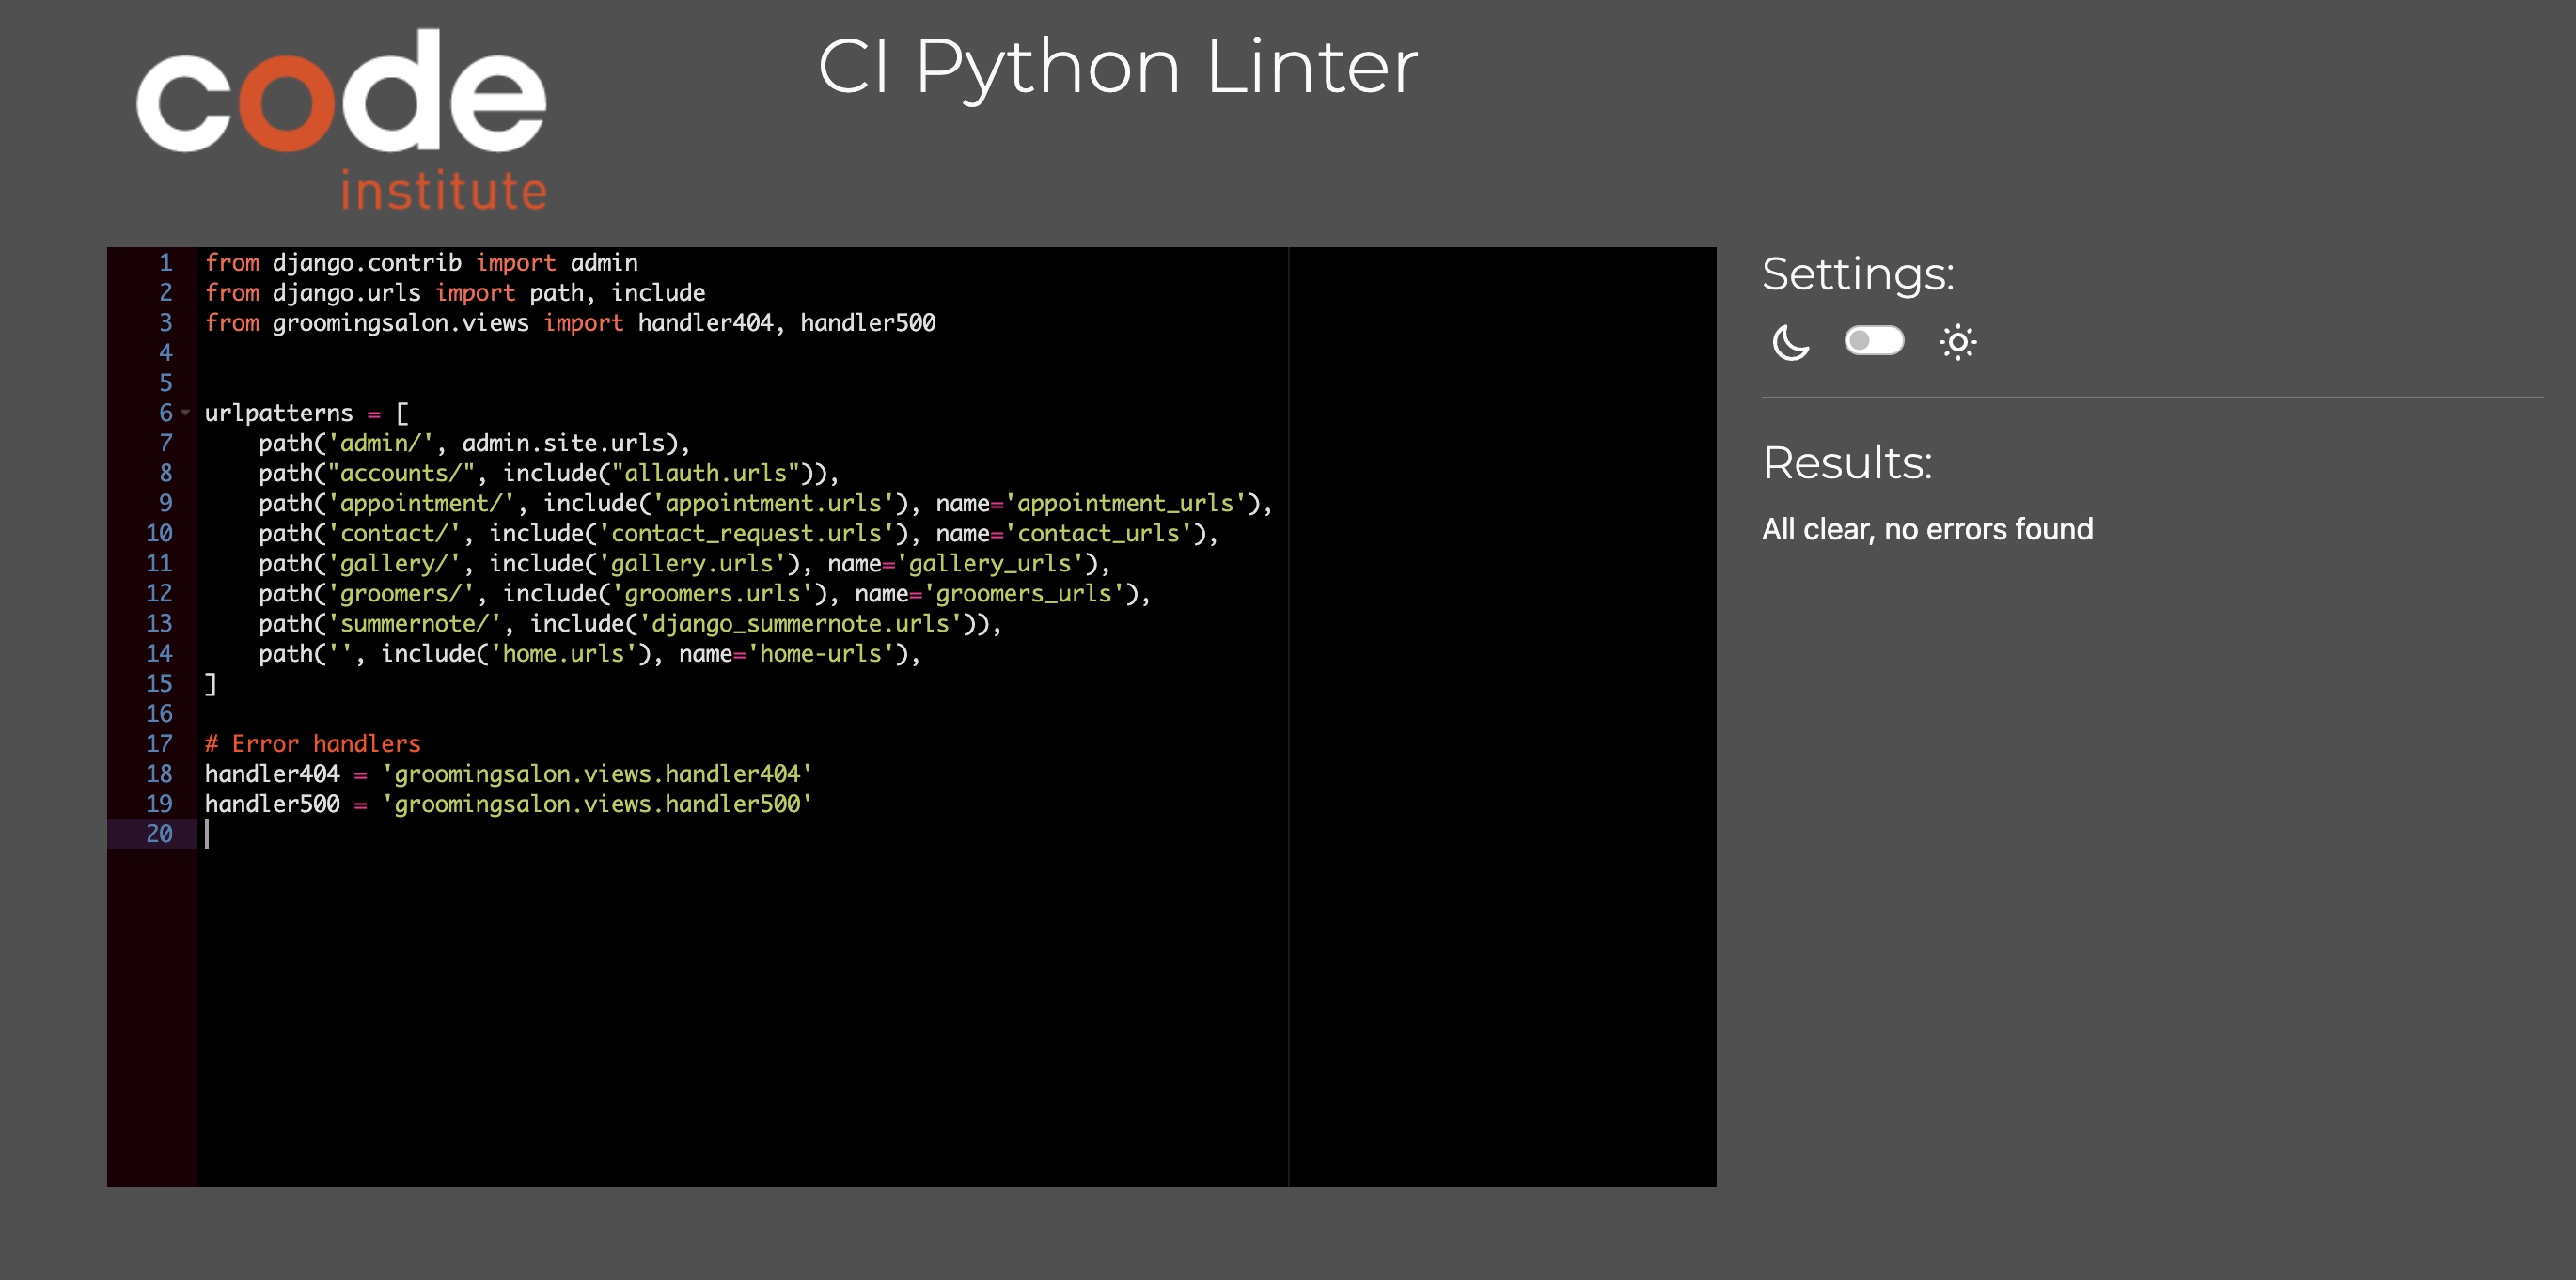 code
institute
CI Python Linter
1 from django.contrib import admin
2 from django.urls import path, include
3 from groomingsalon.views import handler404, handler500
4
5
6 urlpatterns = [
7     path('admin/', admin.site.urls),
8     path("accounts/", include("allauth.urls")),
9     path('appointment/', include('appointment.urls'), name='appointment_urls'),
10     path('contact/', include('contact_request.urls'), name='contact_urls'),
11     path('gallery/', include('gallery.urls'), name='gallery_urls'),
12     path('groomers/', include('groomers.urls'), name='groomers_urls'),
13     path('summernote/', include('django_summernote.urls')),
14     path('', include('home.urls'), name='home-urls'),
15 ]
16
17 # Error handlers
18 handler404 = 'groomingsalon.views.handler404'
19 handler500 = 'groomingsalon.views.handler500'
20
Settings:
Results:
All clear, no errors found